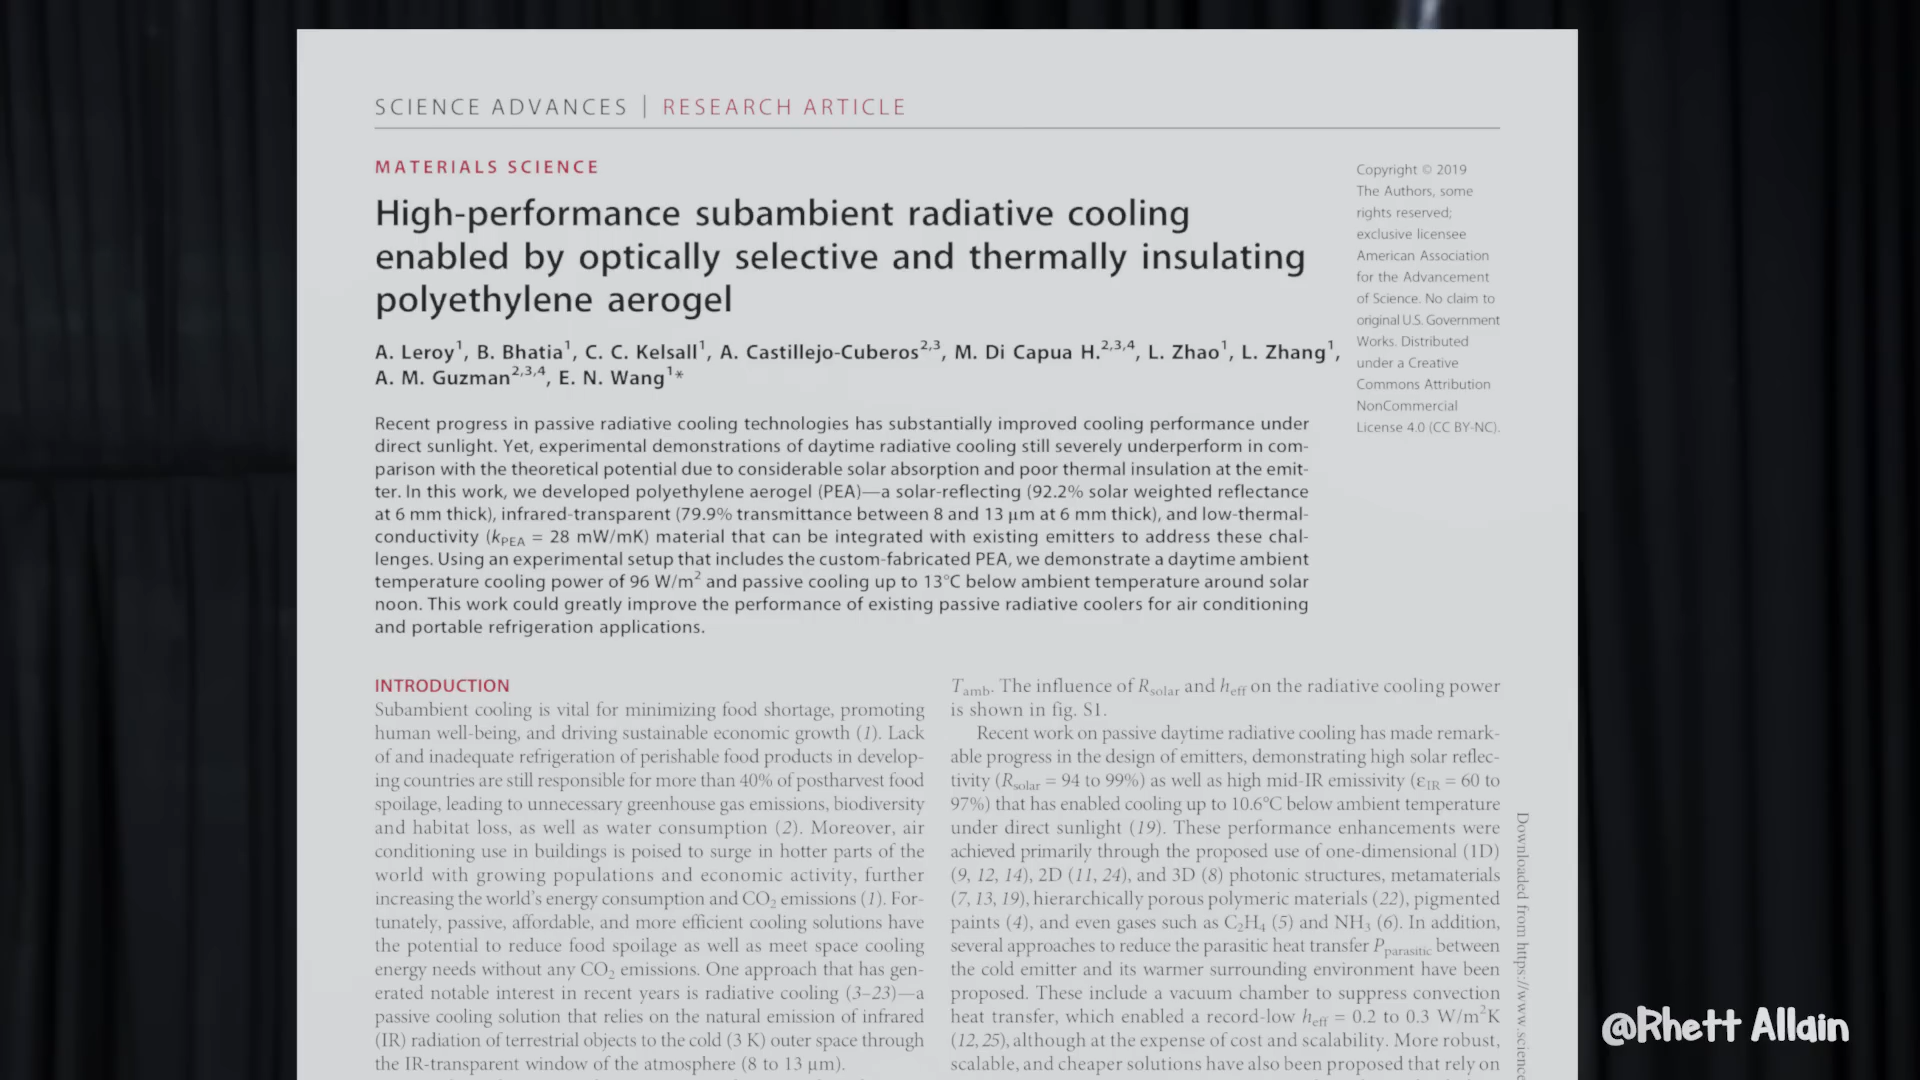 SCIENCE ADVANCES | RESEARCH ARTICLE
MATERIALS SCIENCE
High-performance subambient radiative cooling
enabled by optically selective and thermally insulating
polyethylene aerogel
A. Leroy¹, B. Bhatia¹, C. C. Kelsall¹, A. Castillejo-Cuberos²,³, M. Di Capua H.²,³,⁴, L. Zhao¹, L. Zhang¹,
A. M. Guzman²,³,⁴, E. N. Wang¹*
Recent progress in passive radiative cooling technologies has substantially improved cooling performance under
direct sunlight. Yet, experimental demonstrations of daytime radiative cooling still severely underperform in com-
parison with the theoretical potential due to considerable solar absorption and poor thermal insulation at the emit-
ter. In this work, we developed polyethylene aerogel (PEA)—a solar-reflecting (92.2% solar weighted reflectance
at 6 mm thick), infrared-transparent (79.9% transmittance between 8 and 13 μm at 6 mm thick), and low-thermal-
conductivity (kPEA = 28 mW/mK) material that can be integrated with existing emitters to address these chal-
lenges. Using an experimental setup that includes the custom-fabricated PEA, we demonstrate a daytime ambient
temperature cooling power of 96 W/m² and passive cooling up to 13°C below ambient temperature around solar
noon. This work could greatly improve the performance of existing passive radiative coolers for air conditioning
and portable refrigeration applications.
Copyright © 2019
The Authors, some
rights reserved;
exclusive licensee
American Association
for the Advancement
of Science. No claim to
original U.S. Government
Works. Distributed
under a Creative
Commons Attribution
NonCommercial
License 4.0 (CC BY-NC).
INTRODUCTION
Subambient cooling is vital for minimizing food shortage, promoting
human well-being, and driving sustainable economic growth (1). Lack
of and inadequate refrigeration of perishable food products in develop-
ing countries are still responsible for more than 40% of postharvest food
spoilage, leading to unnecessary greenhouse gas emissions, biodiversity
and habitat loss, as well as water consumption (2). Moreover, air
conditioning use in buildings is poised to surge in hotter parts of the
world with growing populations and economic activity, further
increasing the world's energy consumption and CO₂ emissions (1). For-
tunately, passive, affordable, and more efficient cooling solutions have
the potential to reduce food spoilage as well as meet space cooling
energy needs without any CO₂ emissions. One approach that has gen-
erated notable interest in recent years is radiative cooling (3–23)—a
passive cooling solution that relies on the natural emission of infrared
(IR) radiation of terrestrial objects to the cold (3 K) outer space through
the IR-transparent window of the atmosphere (8 to 13 μm).
Tamb. The influence of Rsolar and heff on the radiative cooling power
is shown in fig. S1.
Recent work on passive daytime radiative cooling has made remark-
able progress in the design of emitters, demonstrating high solar reflec-
tivity (Rsolar = 94 to 99%) as well as high mid-IR emissivity (εIR = 60 to
97%) that has enabled cooling up to 10.6°C below ambient temperature
under direct sunlight (19). These performance enhancements were
achieved primarily through the proposed use of one-dimensional (1D)
(9, 12, 14), 2D (11, 24), and 3D (8) photonic structures, metamaterials
(7, 13, 19), hierarchically porous polymeric materials (22), pigmented
paints (4), and even gases such as C₂H₄ (5) and NH₃ (6). In addition,
several approaches to reduce the parasitic heat transfer Pparasitic between
the cold emitter and its warmer surrounding environment have been
proposed. These include a vacuum chamber to suppress convection
heat transfer, which enabled a record-low heff = 0.2 to 0.3 W/m²K
(12, 25), although at the expense of cost and scalability. More robust,
scalable, and cheaper solutions have also been proposed that rely on
Downloaded from https://www.science
@Rhett Allain